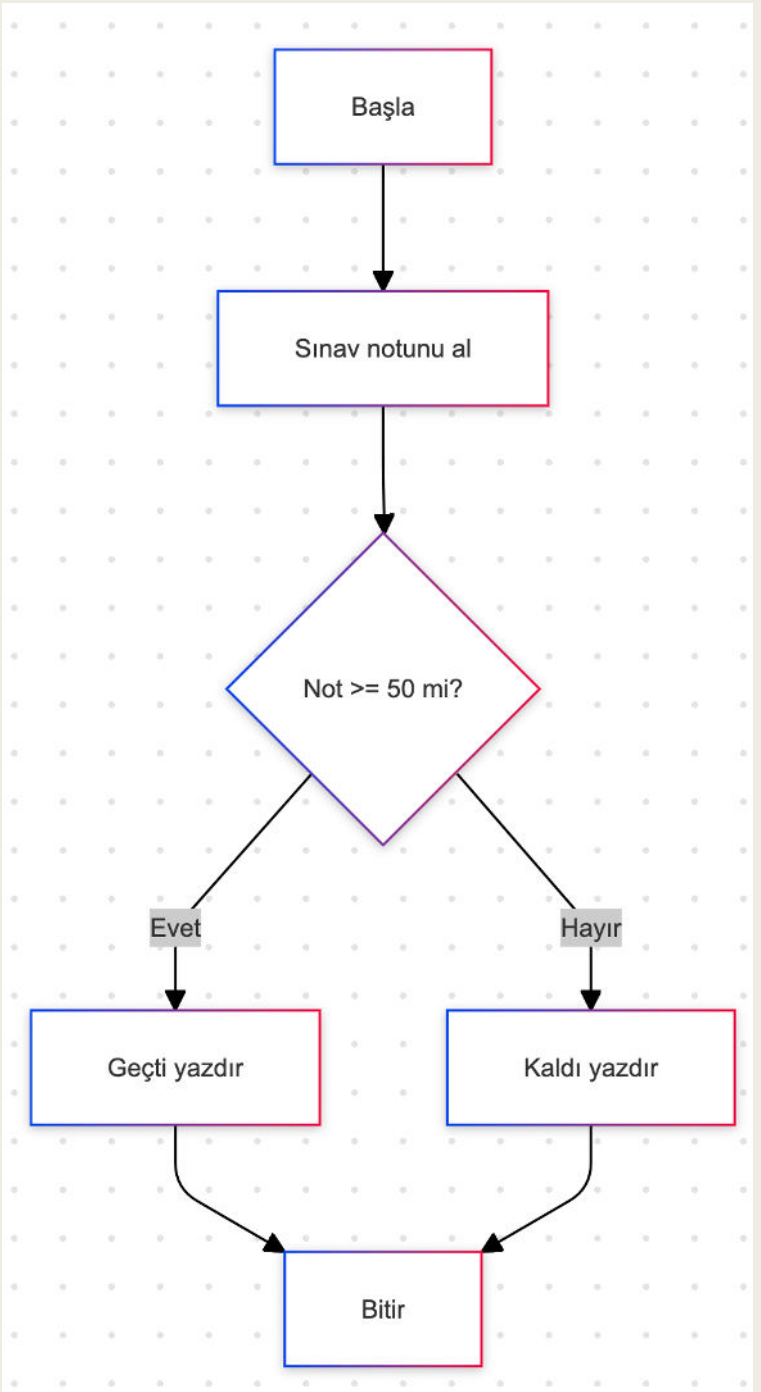 Başla
Sınav notunu al
Not >= 50 mi?
Evet
Hayır
Geçti yazdır
Kaldı yazdır
Bitir